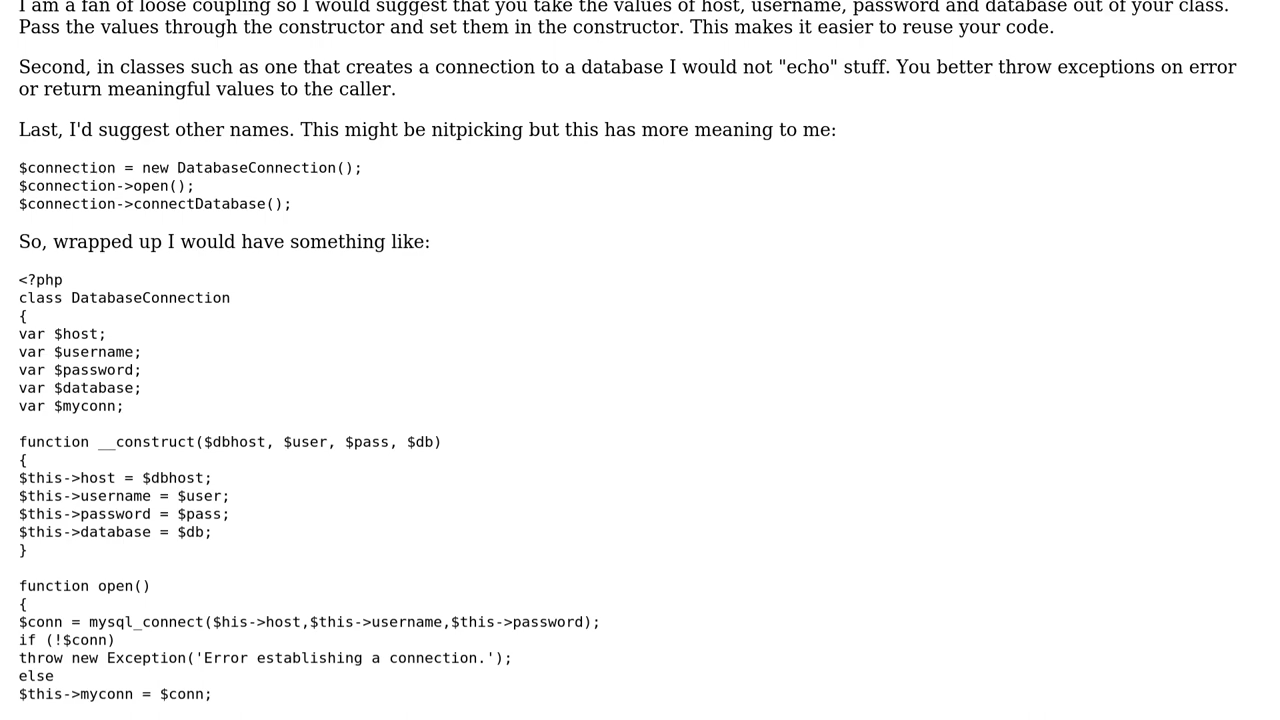 I am a fan of loose coupling so I would suggest that you take the values of host, username, password and database out of your class.
Pass the values through the constructor and set them in the constructor. This makes it easier to reuse your code.
Second, in classes such as one that creates a connection to a database I would not "echo" stuff. You better throw exceptions on error
or return meaningful values to the caller.
Last, I'd suggest other names. This might be nitpicking but this has more meaning to me:
$connection = new DatabaseConnection();
$connection->open();
$connection->connectDatabase();
So, wrapped up I would have something like:
<?php
class DatabaseConnection
{
var $host;
var $username;
var $password;
var $database;
var $myconn;
function __construct($dbhost, $user, $pass, $db)
{
$this->host = $dbhost;
$this->username = $user;
$this->password = $pass;
$this->database = $db;
}
function open()
{
$conn = mysql_connect($his->host,$this->username,$this->password);
if (!$conn)
throw new Exception('Error establishing a connection.');
else
$this->myconn = $conn;